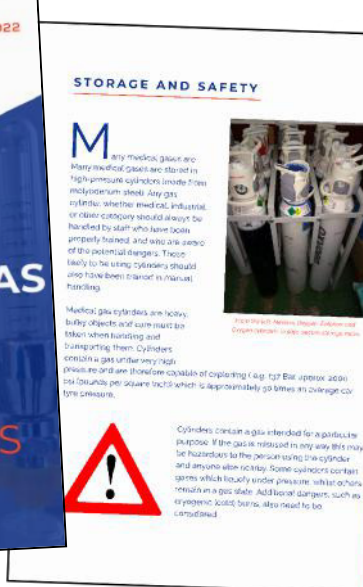 022
AS
S
STORAGE AND SAFETY
Many medical gases are
Many medical gases are stored in
high-pressure cylinders (made from
molybdenum steel). Any gas
cylinder, whether medical, industrial
or other category should always be
handled by staff who have been
properly trained, and who are aware
of the potential dangers. Those
likely to be using cylinders should
also have been trained in manual
handling.
Medical gas cylinders are heavy,
bulky objects and care must be
taken when handling and
transporting them. Cylinders
contain a gas under very high
pressure and are therefore capable of exploding (e.g. 137 Bar approx. 2000
psi (pounds per square inch) which is approximately 50 times an average car
tyre pressure.
Cylinders contain a gas intended for a particular
purpose. If the gas is misused in any way this may
be hazardous to the person using the cylinder
and anyone else nearby. Some cylinders contain
gases which liquefy under pressure, whilst others
remain in a gas state. Additional dangers, such as
cryogenic (cold) burns, also need to be
considered.